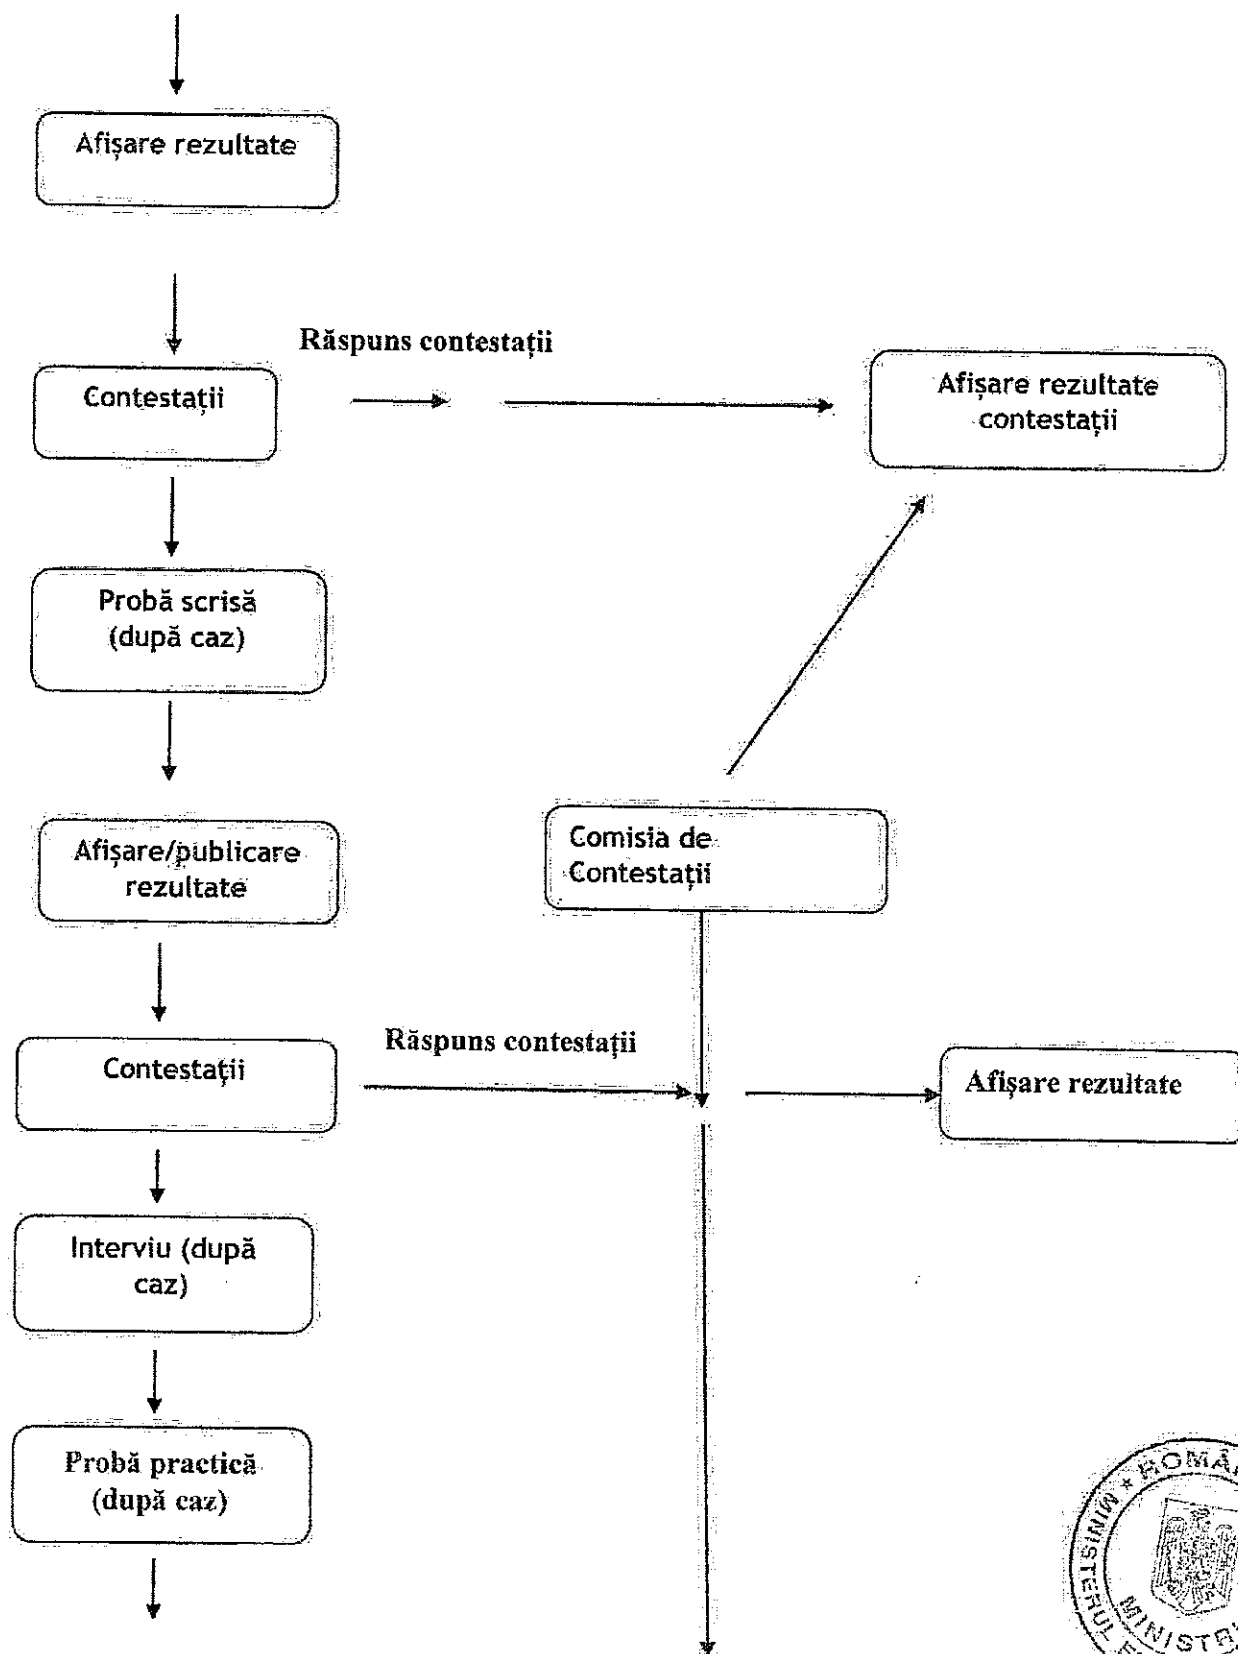 Afișare rezultate
Răspuns contestații
Contestații
Afișare rezultate
contestații
Probă scrisă
(după caz)
Afișare/publicare
rezultate
Comisia de
Contestații
Răspuns contestații
Contestații
Afișare rezultate
Interviu (după
caz)
Probă practică
(după caz)
MINISTERUL